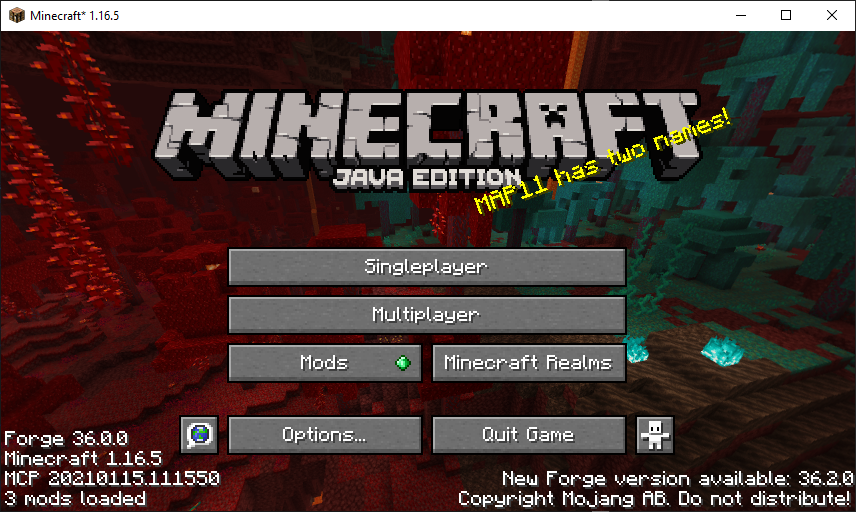 Minecraft* 1.16.5
MINECRAFT
JAVA EDITION
MAP11 has two names!
Singleplayer
Multiplayer
Mods
Minecraft Realms
Options...
Quit Game
Forge 36.0.0
Minecraft 1.16.5
MCP 20210115.111550
3 mods loaded
New Forge version available: 36.2.0
Copyright Mojang AB. Do not distribute!